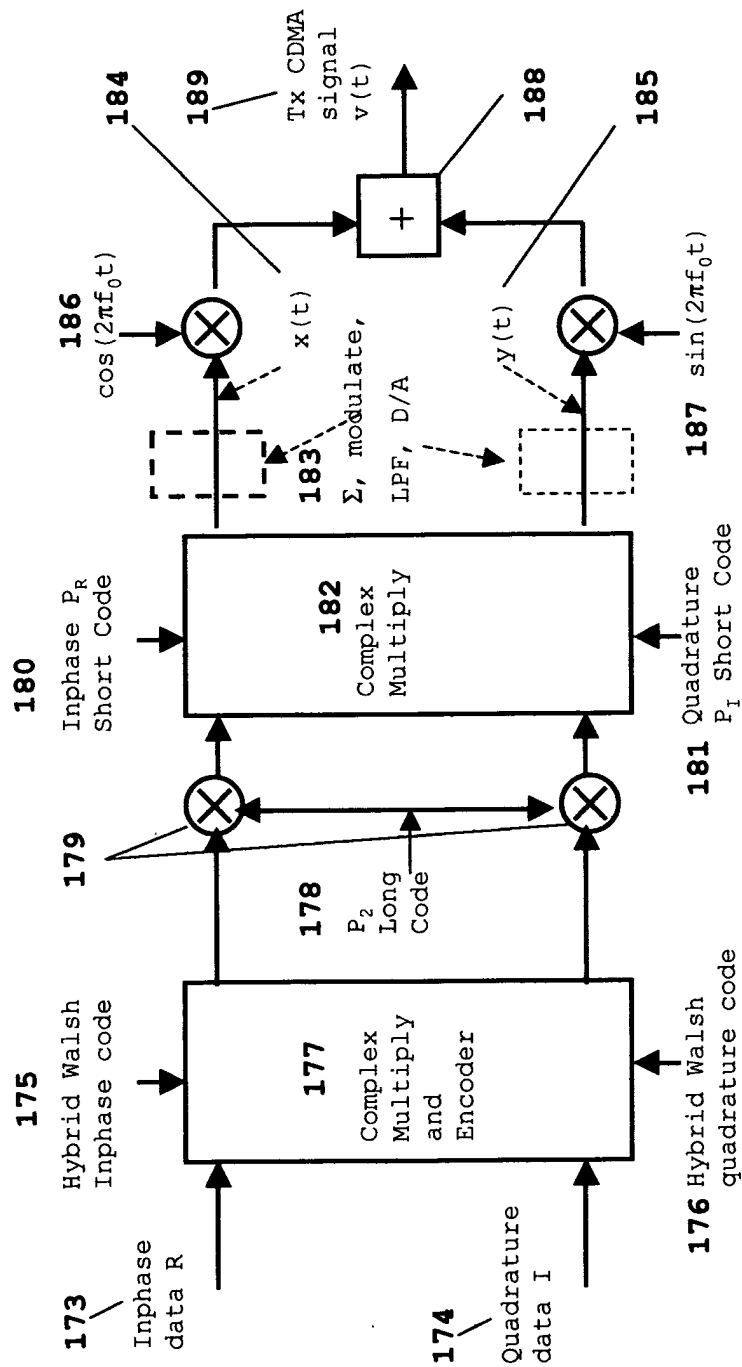 173
Inphase
data R
174
Quadrature
data I
175
Hybrid Walsh
Inphase code
177
Complex
Multiply
and
Encoder
176 Hybrid Walsh
quadrature code
179
178
P₂
Long
Code
180
Inphase P_R
Short Code
182
Complex
Multiply
181 Quadrature
P_I Short Code
183
Σ, modulate,
LPF, D/A
186
cos(2πf₀t)
x(t)
y(t)
187 sin(2πf₀t)
184
189
Tx CDMA
signal
v(t)
+
188
185